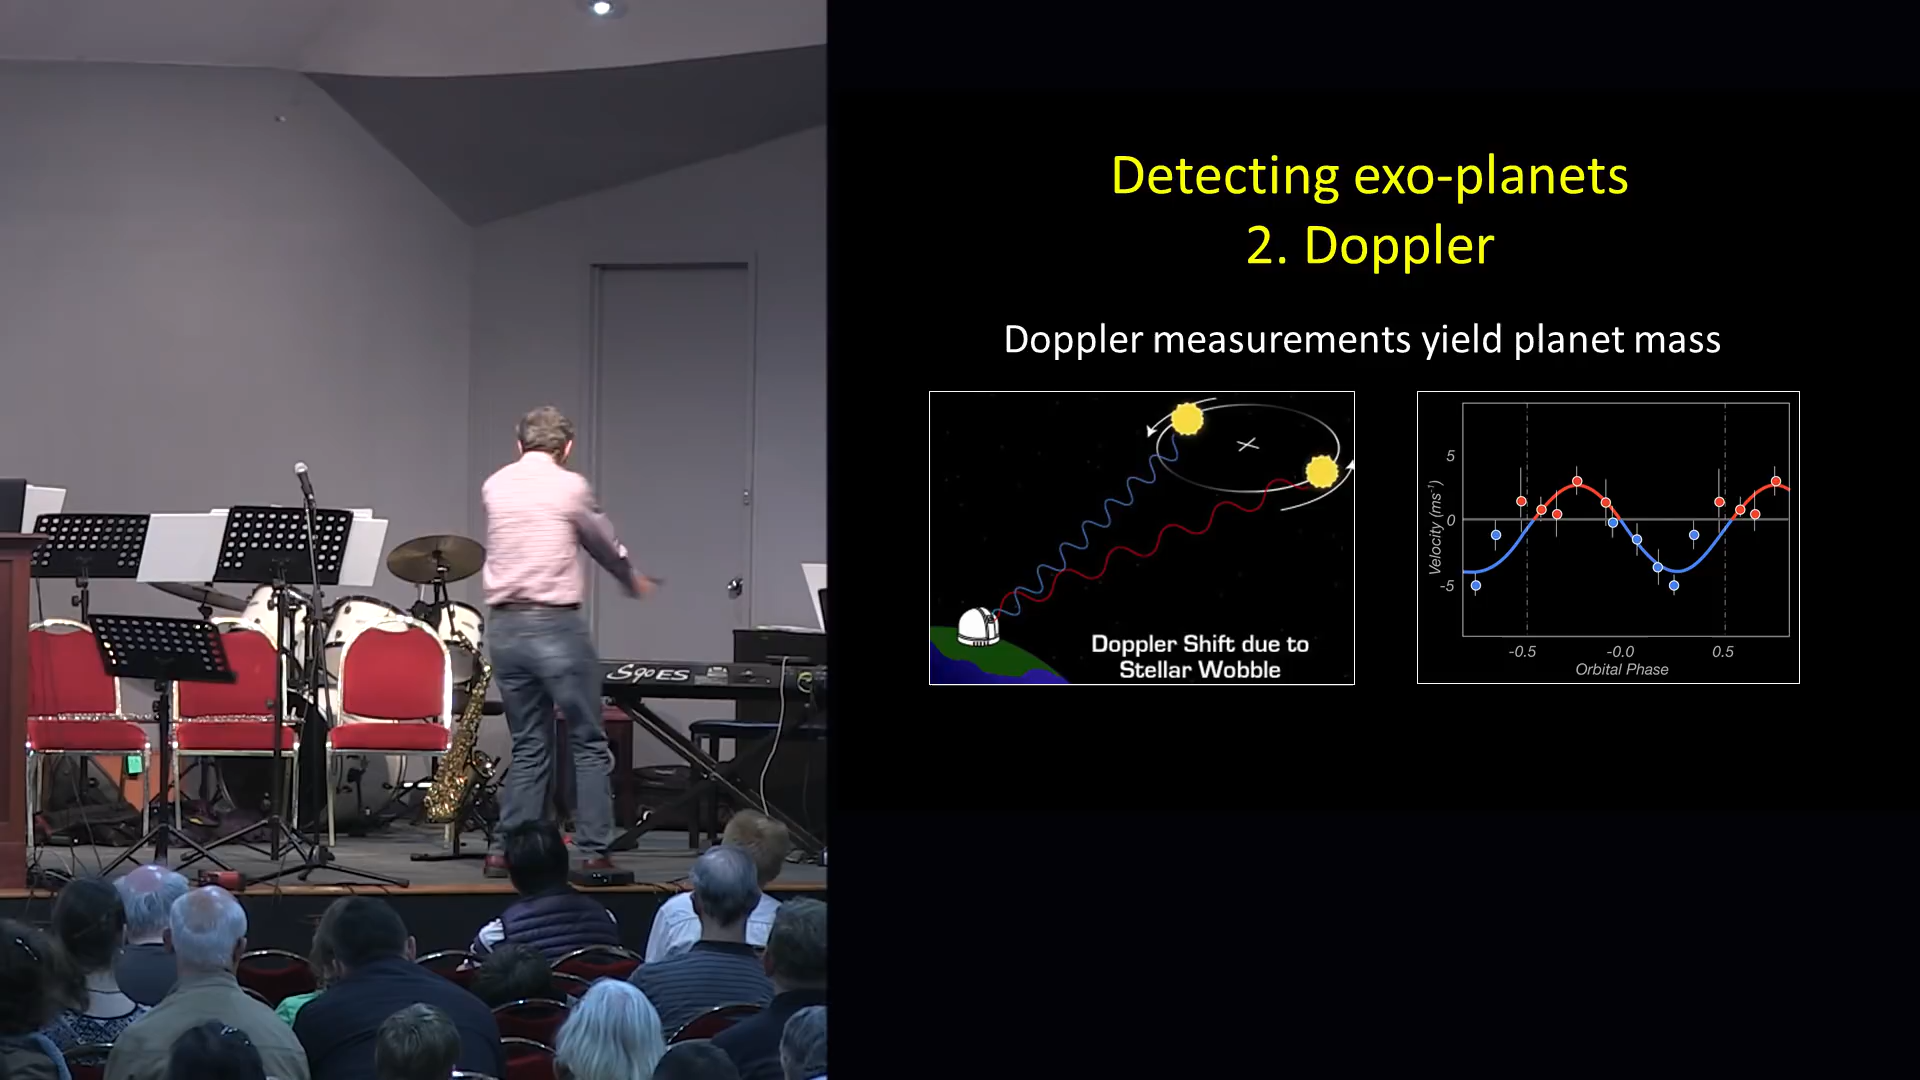 Detecting exo-planets
2. Doppler
Doppler measurements yield planet mass
Doppler Shift due to
Stellar Wobble
Velocity (ms⁻¹)
5
0
-5
-0.5
-0.0
0.5
Orbital Phase
S90ES